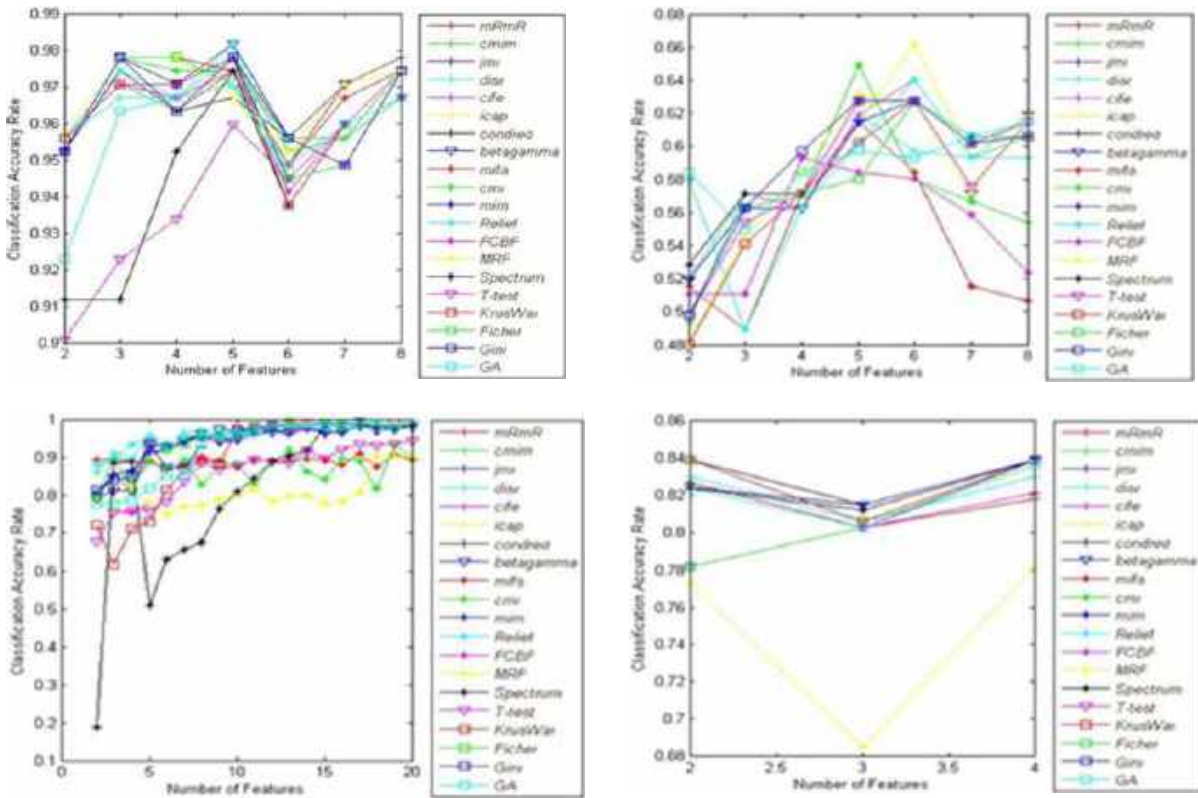 0.99
0.98
0.97
0.96
0.95
0.94
0.93
0.92
0.91
0.9
Classification Accuracy Rate
2 3 4 5 6 7 8
Number of Features
mRmR
cmim
jmi
disr
cife
icap
condred
betagamma
mifs
cmi
mim
Relief
FCBF
MRF
Spectrum
T-test
KrusWar
Ficher
Gini
GA
0.68
0.66
0.64
0.62
0.6
0.58
0.56
0.54
0.52
0.5
0.48
Classification Accuracy Rate
2 3 4 5 6 7 8
Number of Features
mRmR
cmim
jmi
disr
cife
icap
condred
betagamma
mifs
cmi
mim
Relief
FCBF
MRF
Spectrum
T-test
KrusWar
Ficher
Gini
GA
1
0.9
0.8
0.7
0.6
0.5
0.4
0.3
0.2
0.1
Classification Accuracy Rate
0 5 10 15 20
Number of Features
mRmR
cmim
jmi
disr
cife
icap
condred
betagamma
mifs
cmi
mim
Relief
FCBF
MRF
Spectrum
T-test
KrusWar
Ficher
Gini
GA
0.86
0.84
0.82
0.8
0.78
0.76
0.74
0.72
0.7
0.68
Classification Accuracy Rate
2 2.5 3 3.5 4
Number of Features
mRmR
cmim
jmi
disr
cife
icap
condred
betagamma
mifs
cmi
mim
Relief
FCBF
MRF
Spectrum
T-test
KrusWar
Ficher
Gini
GA